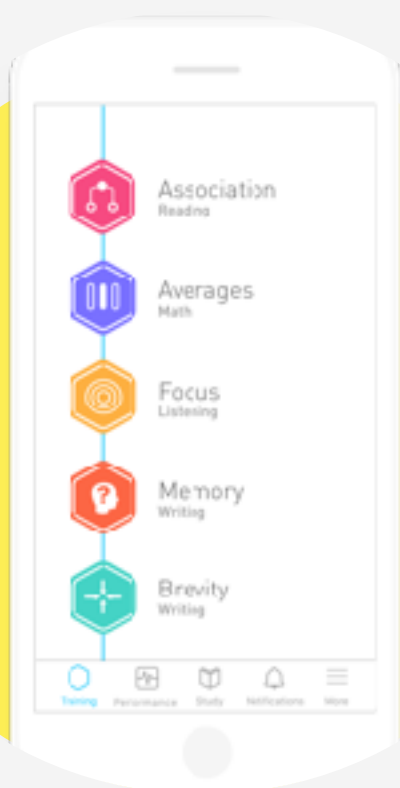 Association
Reading
Averages
Math
Focus
Listening
Memory
Writing
Brevity
Writing
Training Performance Study Notifications More